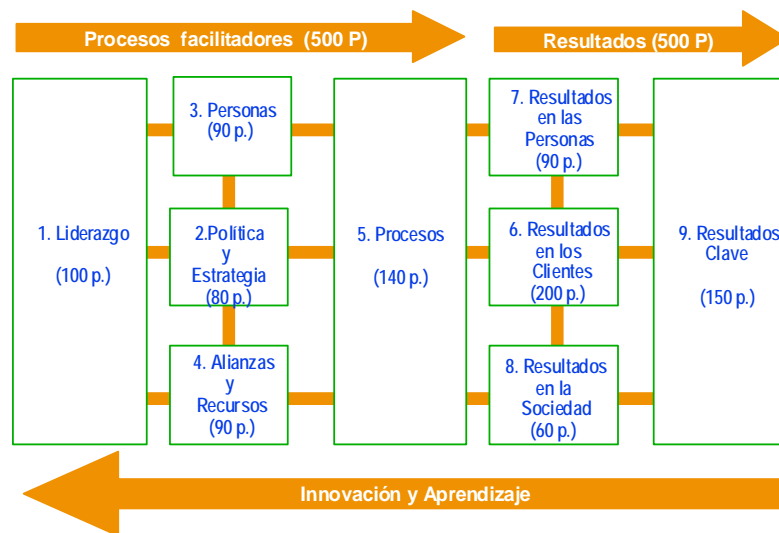 Procesos facilitadores (500 P)
Resultados (500 P)
1. Liderazgo
(100 p.)
3. Personas
(90 p.)
2.Política
y
Estrategia
(80 p.)
4. Alianzas
y
Recursos
(90 p.)
5. Procesos
(140 p.)
7. Resultados
en las
Personas
(90 p.)
6. Resultados
en los
Clientes
(200 p.)
8. Resultados
en la
Sociedad
(60 p.)
9. Resultados
Clave
(150 p.)
Innovación y Aprendizaje